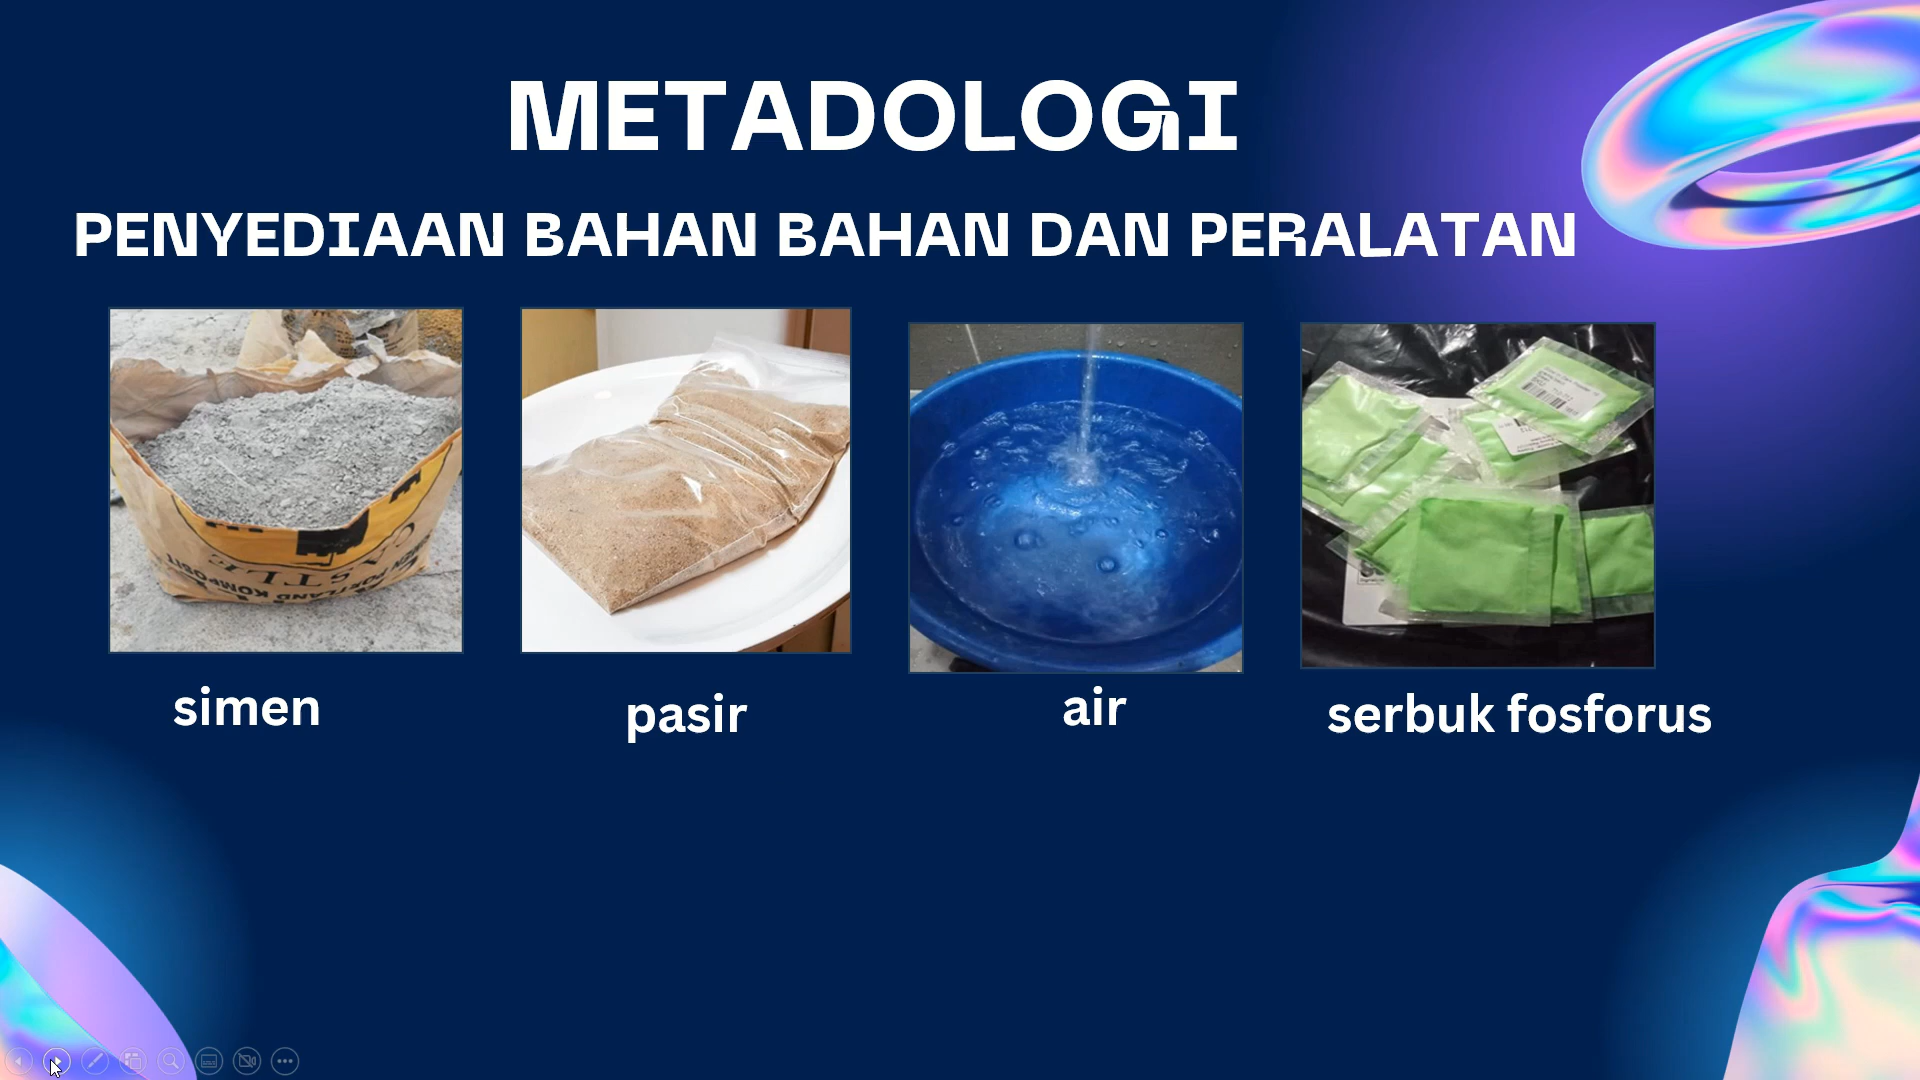 METADOLOGI
PENYEDIAAN BAHAN BAHAN DAN PERALATAN
simen
pasir
air
serbuk fosforus